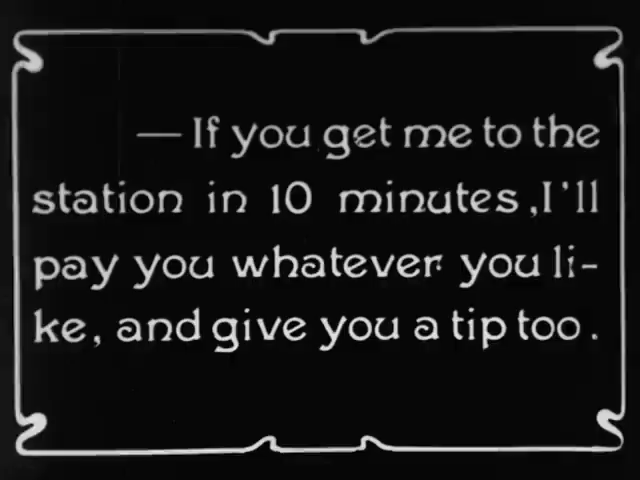 — If you get me to the
station in 10 minutes, I'll
pay you whatever you li-
ke, and give you a tip too.